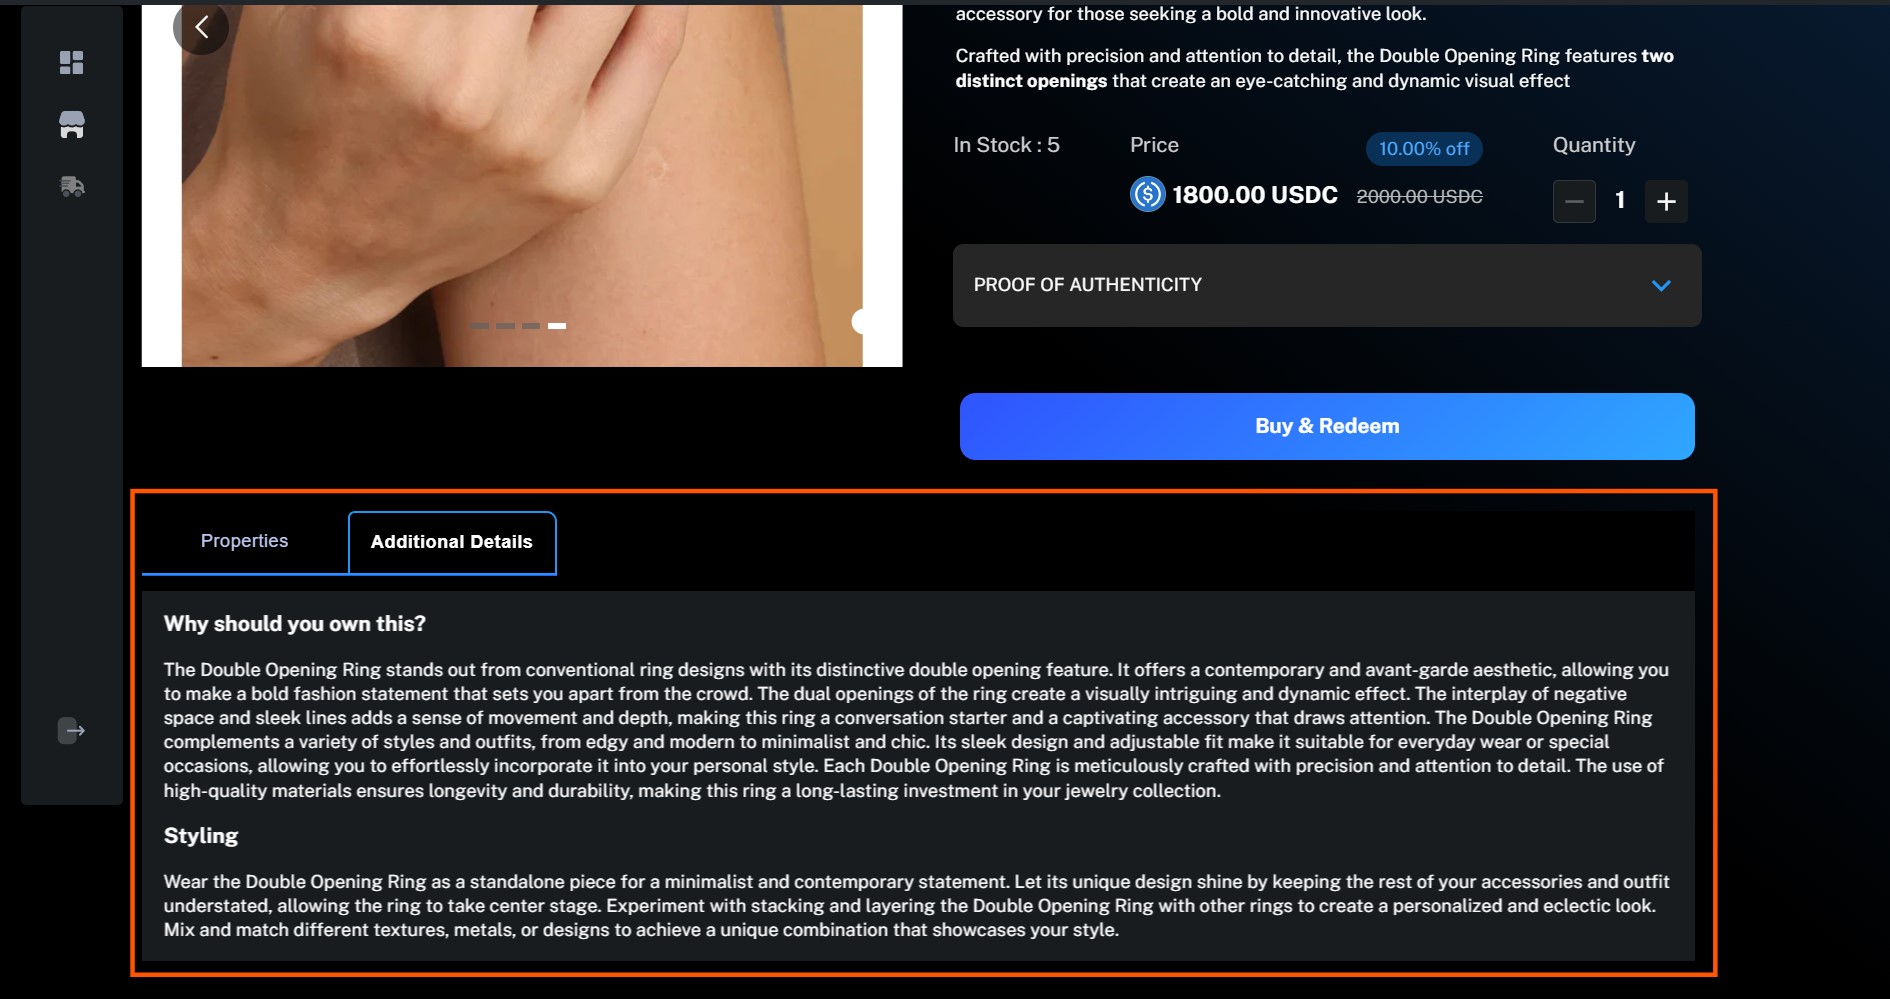 accessory for those seeking a bold and innovative look.
Crafted with precision and attention to detail, the Double Opening Ring features two
distinct openings that create an eye-catching and dynamic visual effect
In Stock : 5
Price
10.00% off
Quantity
1800.00 USDC
2000.00 USDC
1
PROOF OF AUTHENTICITY
Buy & Redeem
Properties
Additional Details
Why should you own this?
The Double Opening Ring stands out from conventional ring designs with its distinctive double opening feature. It offers a contemporary and avant-garde aesthetic, allowing you
to make a bold fashion statement that sets you apart from the crowd. The dual openings of the ring create a visually intriguing and dynamic effect. The interplay of negative
space and sleek lines adds a sense of movement and depth, making this ring a conversation starter and a captivating accessory that draws attention. The Double Opening Ring
complements a variety of styles and outfits, from edgy and modern to minimalist and chic. Its sleek design and adjustable fit make it suitable for everyday wear or special
occasions, allowing you to effortlessly incorporate it into your personal style. Each Double Opening Ring is meticulously crafted with precision and attention to detail. The use of
high-quality materials ensures longevity and durability, making this ring a long-lasting investment in your jewelry collection.
Styling
Wear the Double Opening Ring as a standalone piece for a minimalist and contemporary statement. Let its unique design shine by keeping the rest of your accessories and outfit
understated, allowing the ring to take center stage. Experiment with stacking and layering the Double Opening Ring with other rings to create a personalized and eclectic look.
Mix and match different textures, metals, or designs to achieve a unique combination that showcases your style.